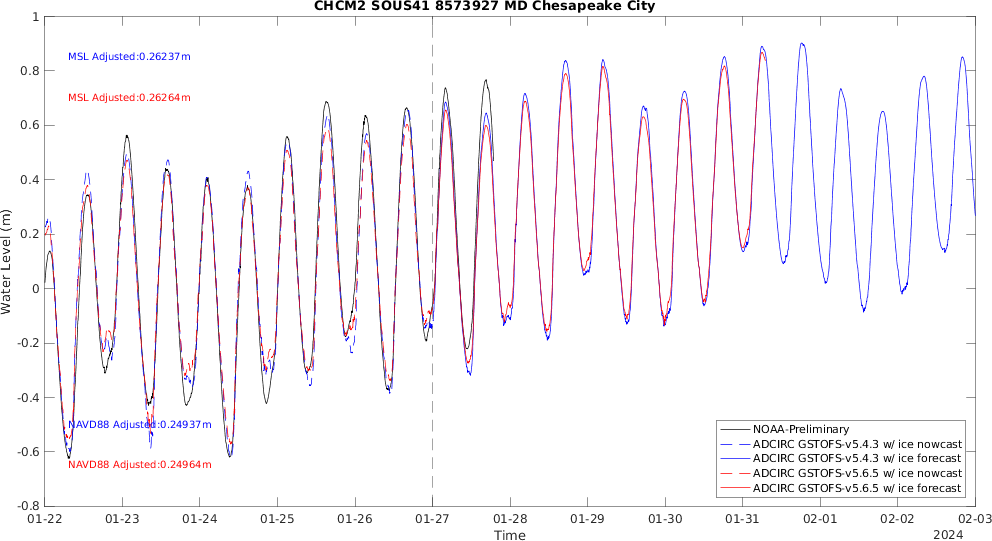 CHCM2 SOUS41 8573927 MD Chesapeake City
1
MSL Adjusted:0.26237m
0.8
MSL Adjusted:0.26264m
0.6
0.4
0.2
Water Level (m)
0
-0.2
-0.4
NAVD88 Adjusted:0.24937m
NOAA-Preliminary
ADCIRC GSTOFS-v5.4.3 w/ ice nowcast
ADCIRC GSTOFS-v5.4.3 w/ ice forecast
ADCIRC GSTOFS-v5.6.5 w/ ice nowcast
ADCIRC GSTOFS-v5.6.5 w/ ice forecast
-0.6
NAVD88 Adjusted:0.24964m
-0.8
01-22 01-23 01-24 01-25 01-26 01-27 01-28 01-29 01-30 01-31 02-01 02-02 02-03
Time
2024